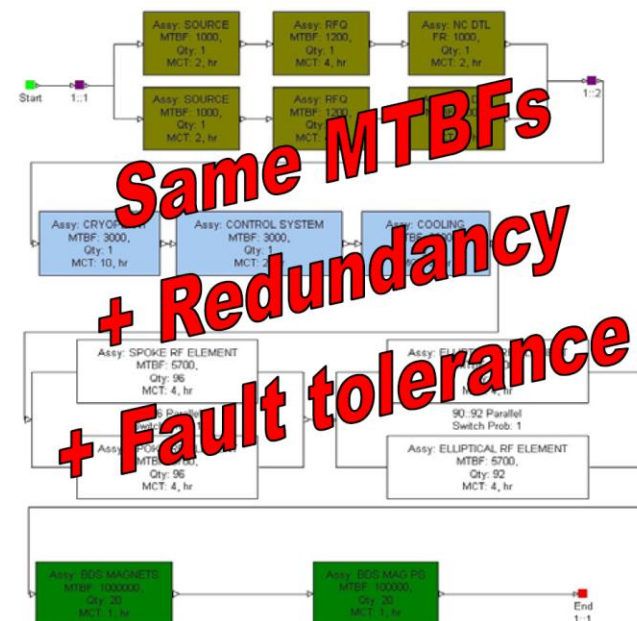 Assy: SOURCE
MTBF: 1000,
Qty: 1
MCT: 2, hr
Assy: RFQ
MTBF: 1200,
Qty: 1
MCT: 4, hr
Assy: NC DTL
FR: 1000,
Qty: 1
MCT: 2, hr
Start
1::1
1::2
Assy: SOURCE
MTBF: 1000,
Qty: 1
MCT: 2, hr
Assy: RFQ
MTBF: 1200,
Same MTBFs
+ Redundancy
+ Fault tolerance
MTBF: 3000,
Qty: 1
MCT: 10, hr
Assy: CONTROL SYSTEM
MTBF: 3000,
Qty: 1
Assy: COOLING
Assy: SPOKE RF ELEMENT
MTBF: 5700,
Qty: 96
MCT: 4, hr
Parallel
Switch
Qty: 96
MCT: 4, hr
90::92 Parallel
Switch Prob: 1
Assy: ELLIPTICAL RF ELEMENT
MTBF: 5700,
Qty: 92
MCT: 4, hr
Assy: BDS MAGNETS
MTBF: 1000000,
Qty: 20
MCT: 1, hr
Assy: BDS MAG PS
MTBF: 100000,
Qty: 20
MCT: 1, hr
End
1::1